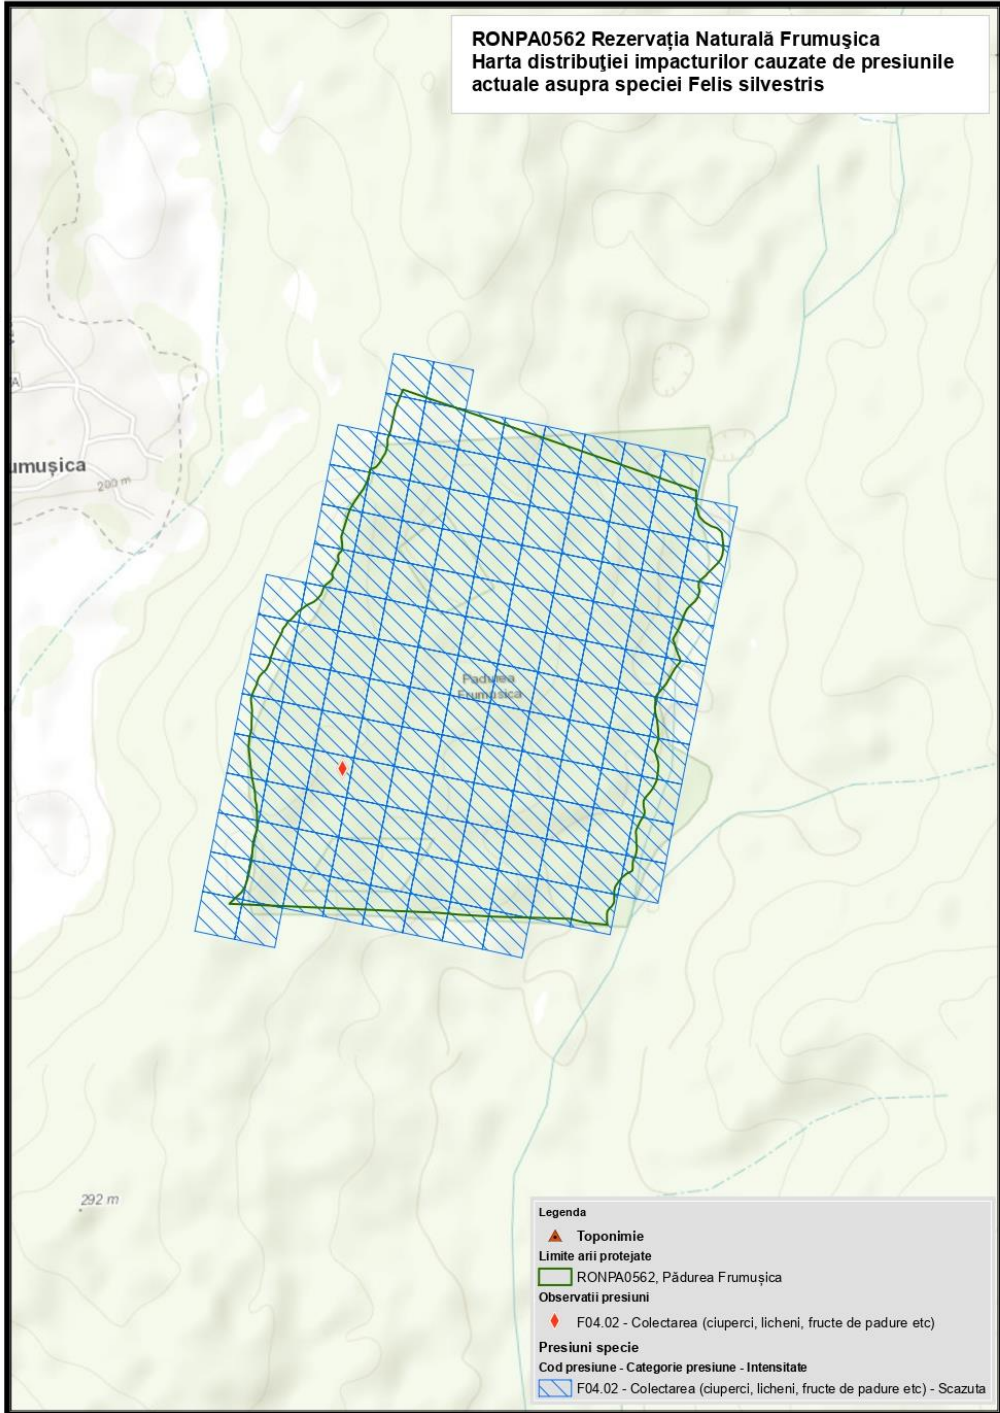 RONPA0562 Rezervația Naturală Frumuşica
Harta distribuţiei impacturilor cauzate de presiunile
actuale asupra speciei Felis silvestris
A
umușica
200 m
Padurea
Frumusica
292 m
Legenda
Toponimie
Limite arii protejate
RONPA0562, Pădurea Frumușica
Observatii presiuni
F04.02 - Colectarea (ciuperci, licheni, fructe de padure etc)
Presiuni specie
Cod presiune - Categorie presiune - Intensitate
F04.02 - Colectarea (ciuperci, licheni, fructe de padure etc) - Scazuta